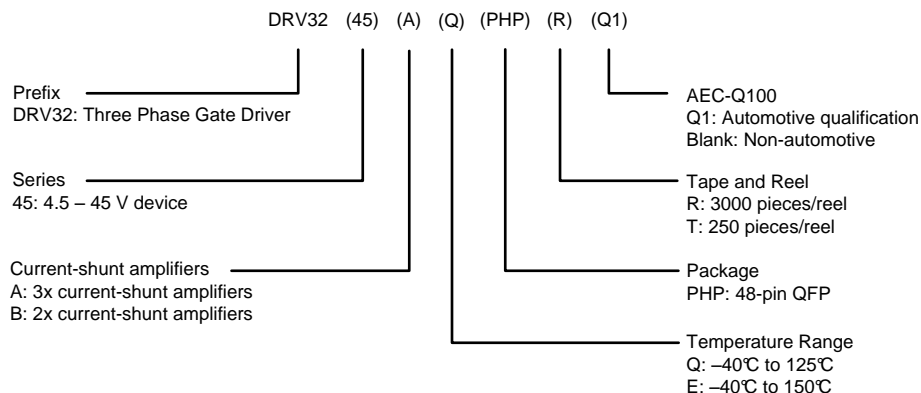 DRV32 (45) (A) (Q) (PHP) (R) (Q1)
Prefix
DRV32: Three Phase Gate Driver
Series
45: 4.5 – 45 V device
Current-shunt amplifiers
A: 3x current-shunt amplifiers
B: 2x current-shunt amplifiers
AEC-Q100
Q1: Automotive qualification
Blank: Non-automotive
Tape and Reel
R: 3000 pieces/reel
T: 250 pieces/reel
Package
PHP: 48-pin QFP
Temperature Range
Q: –40℃ to 125℃
E: –40℃ to 150℃